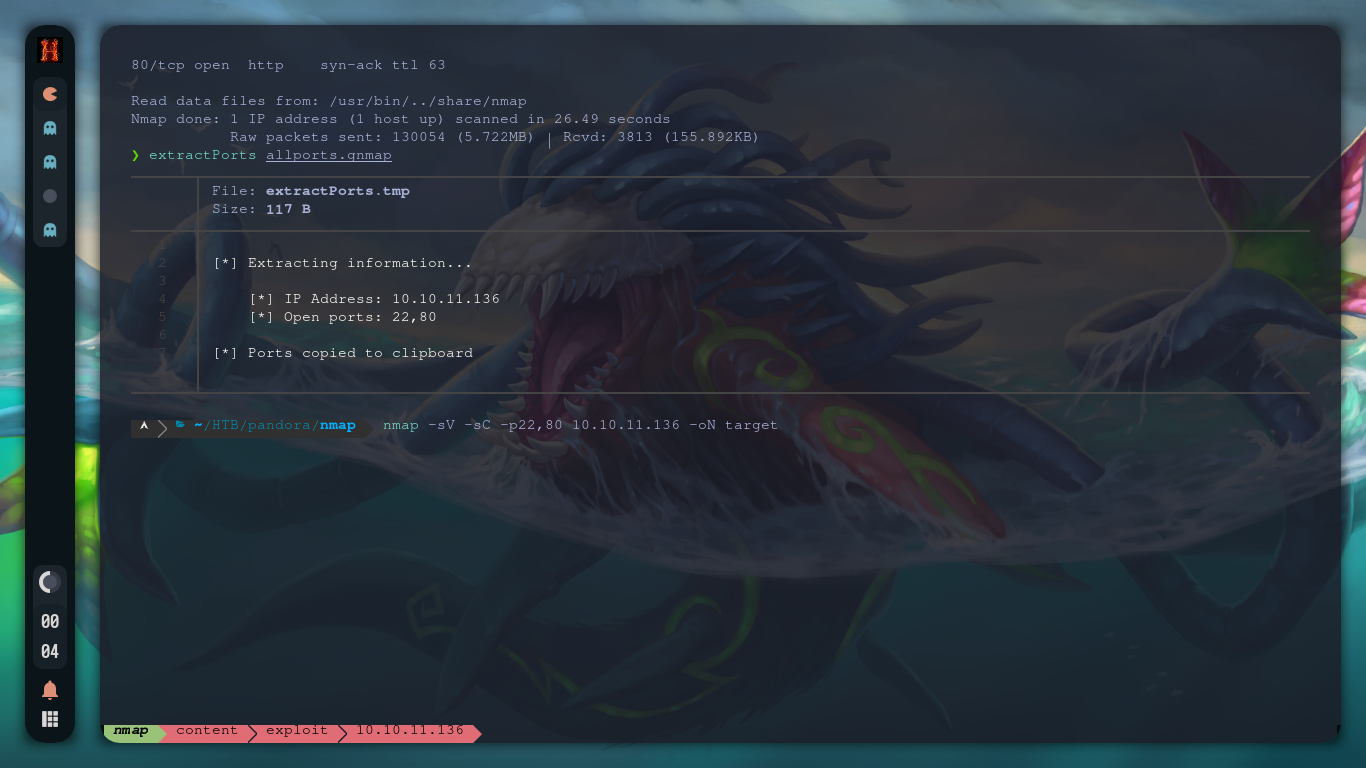 80/tcp open  http    syn-ack ttl 63
Read data files from: /usr/bin/../share/nmap
Nmap done: 1 IP address (1 host up) scanned in 26.49 seconds
Raw packets sent: 130054 (5.722MB) | Rcvd: 3813 (155.892KB)
❯ extractPorts allports.gnmap
File: extractPorts.tmp
Size: 117 B
1
2 [*] Extracting information...
3
4 [*] IP Address: 10.10.11.136
5 [*] Open ports: 22,80
6
7 [*] Ports copied to clipboard
~/HTB/pandora/nmap nmap -sV -sC -p22,80 10.10.11.136 -oN target
00
04
nmap content exploit 10.10.11.136